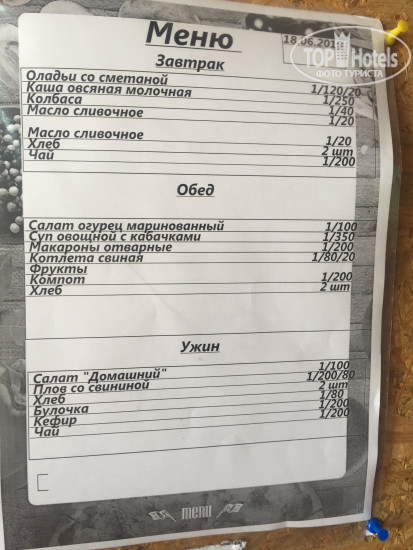 Меню
18.06.201
TOP Hotels
ФОТО ТУРИСТА
Завтрак
Оладьи со сметаной 1/120/20
Каша овсяная молочная 1/250
Колбаса 1/40
Масло сливочное 1/20
Масло сливочное 1/20
Хлеб 2 шт
Чай 1/200
Обед
Салат огурец маринованный 1/100
Суп овощной с кабачками 1/350
Макароны отварные 1/200
Котлета свиная 1/80/20
Фрукты
Компот 1/200
Хлеб 2 шт
Ужин
Салат "Домашний" 1/100
Плов со свининой 1/200/80
Хлеб 2 шт
Булочка 1/80
Кефир 1/200
Чай 1/200
menu